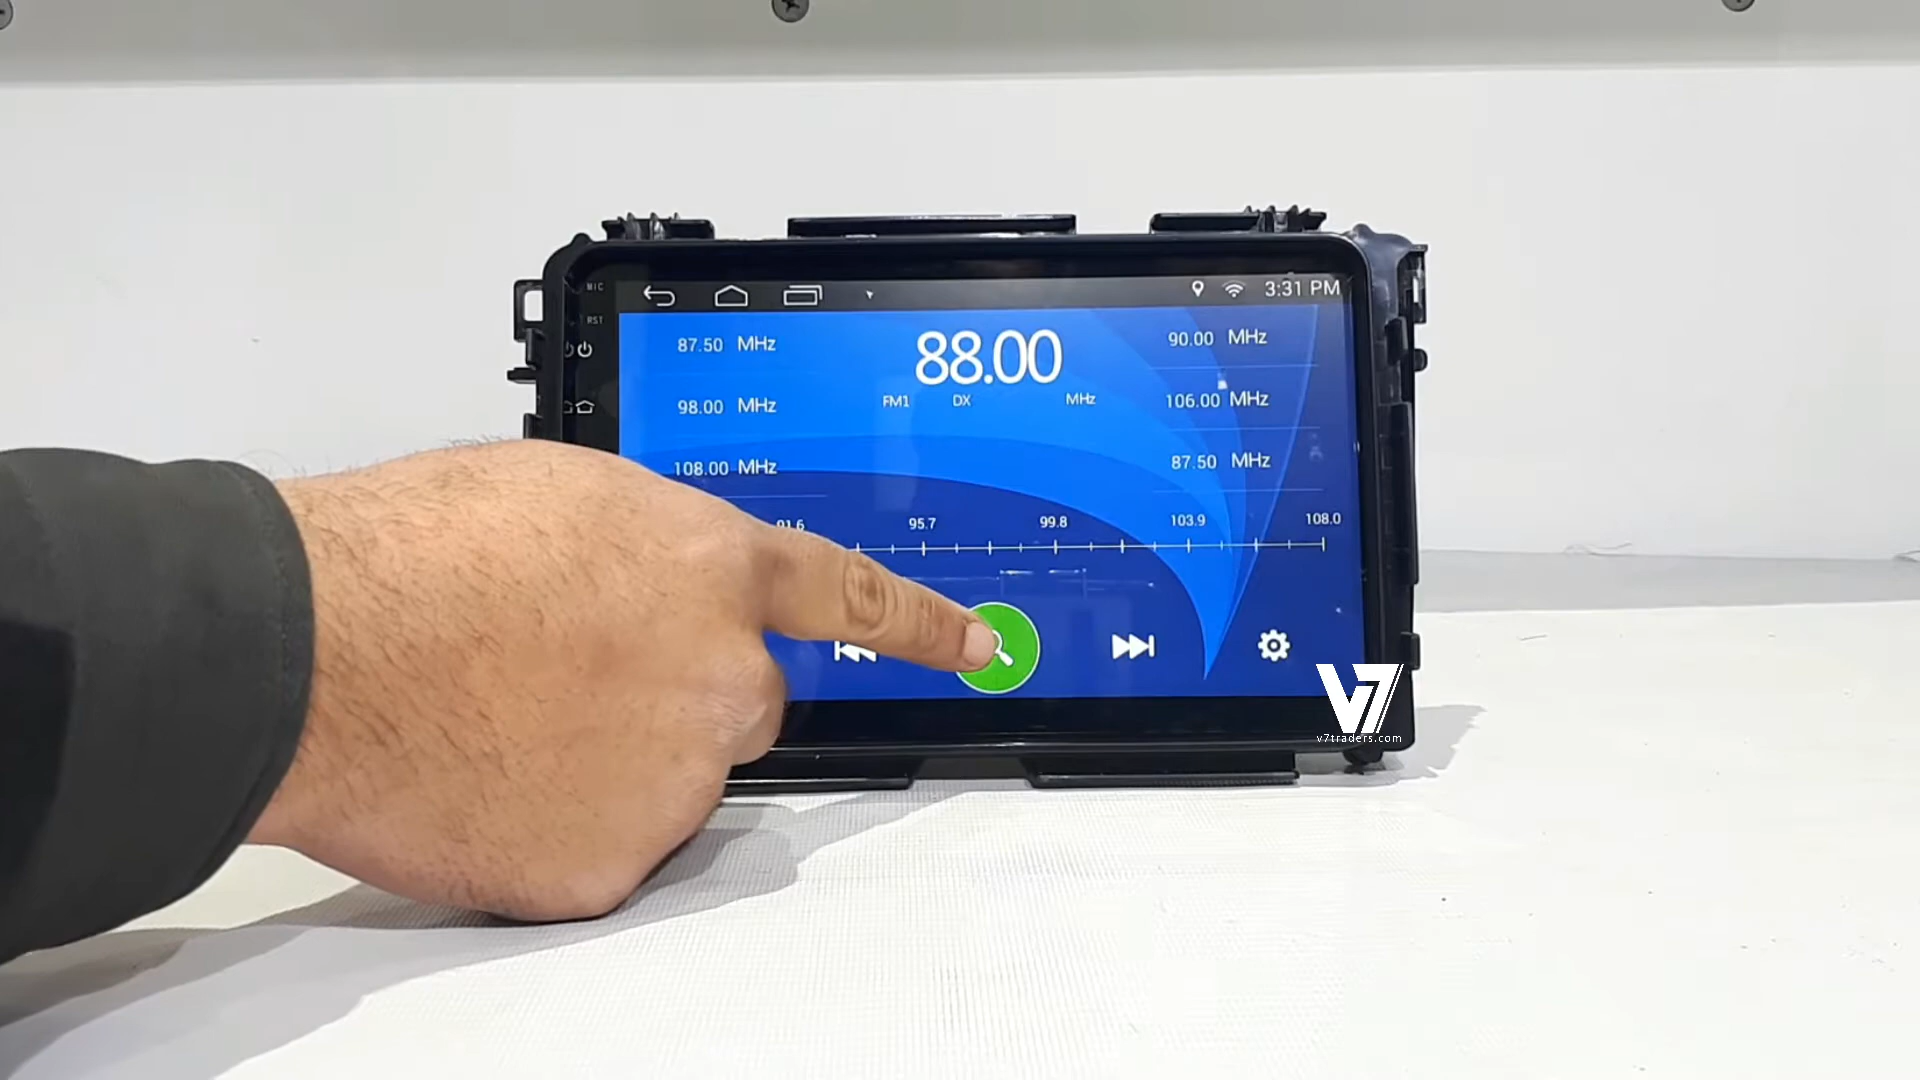 MIC
3:31 PM
RST
87.50 MHz
88.00
90.00 MHz
98.00 MHz
FM1 DX MHz
106.00 MHz
108.00 MHz
87.50 MHz
91.6 95.7 99.8 103.9 108.0
V7
v7traders.com